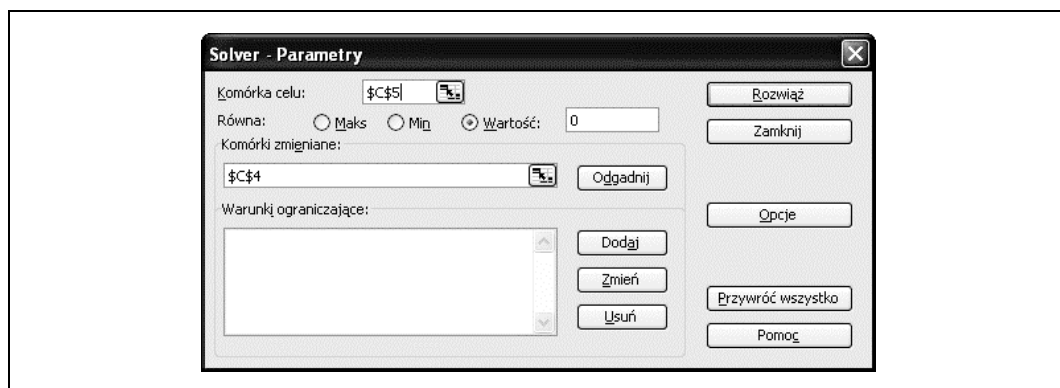 Solver - Parametry
Komórka celu: $C$5 Rozwiąż
Równa: Maks Min Wartość: 0 Zamknij
Komórki zmieniane:
$C$4 Odgadnij
Warunki ograniczające: Opcje
Dodaj
Zmień
Przywróć wszystko
Usuń
Pomoc